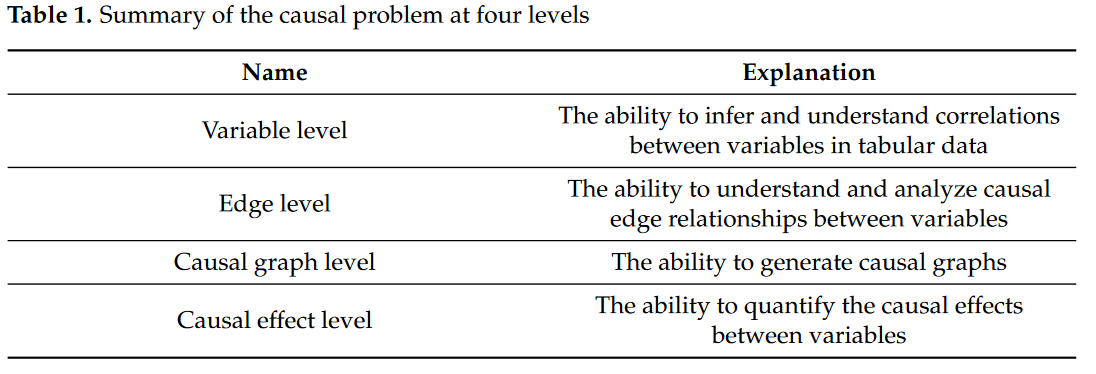 Table 1. Summary of the causal problem at four levels
Name Explanation
Variable level
The ability to infer and understand correlations
between variables in tabular data
Edge level
The ability to understand and analyze causal
edge relationships between variables
Causal graph level The ability to generate causal graphs
Causal effect level
The ability to quantify the causal effects
between variables